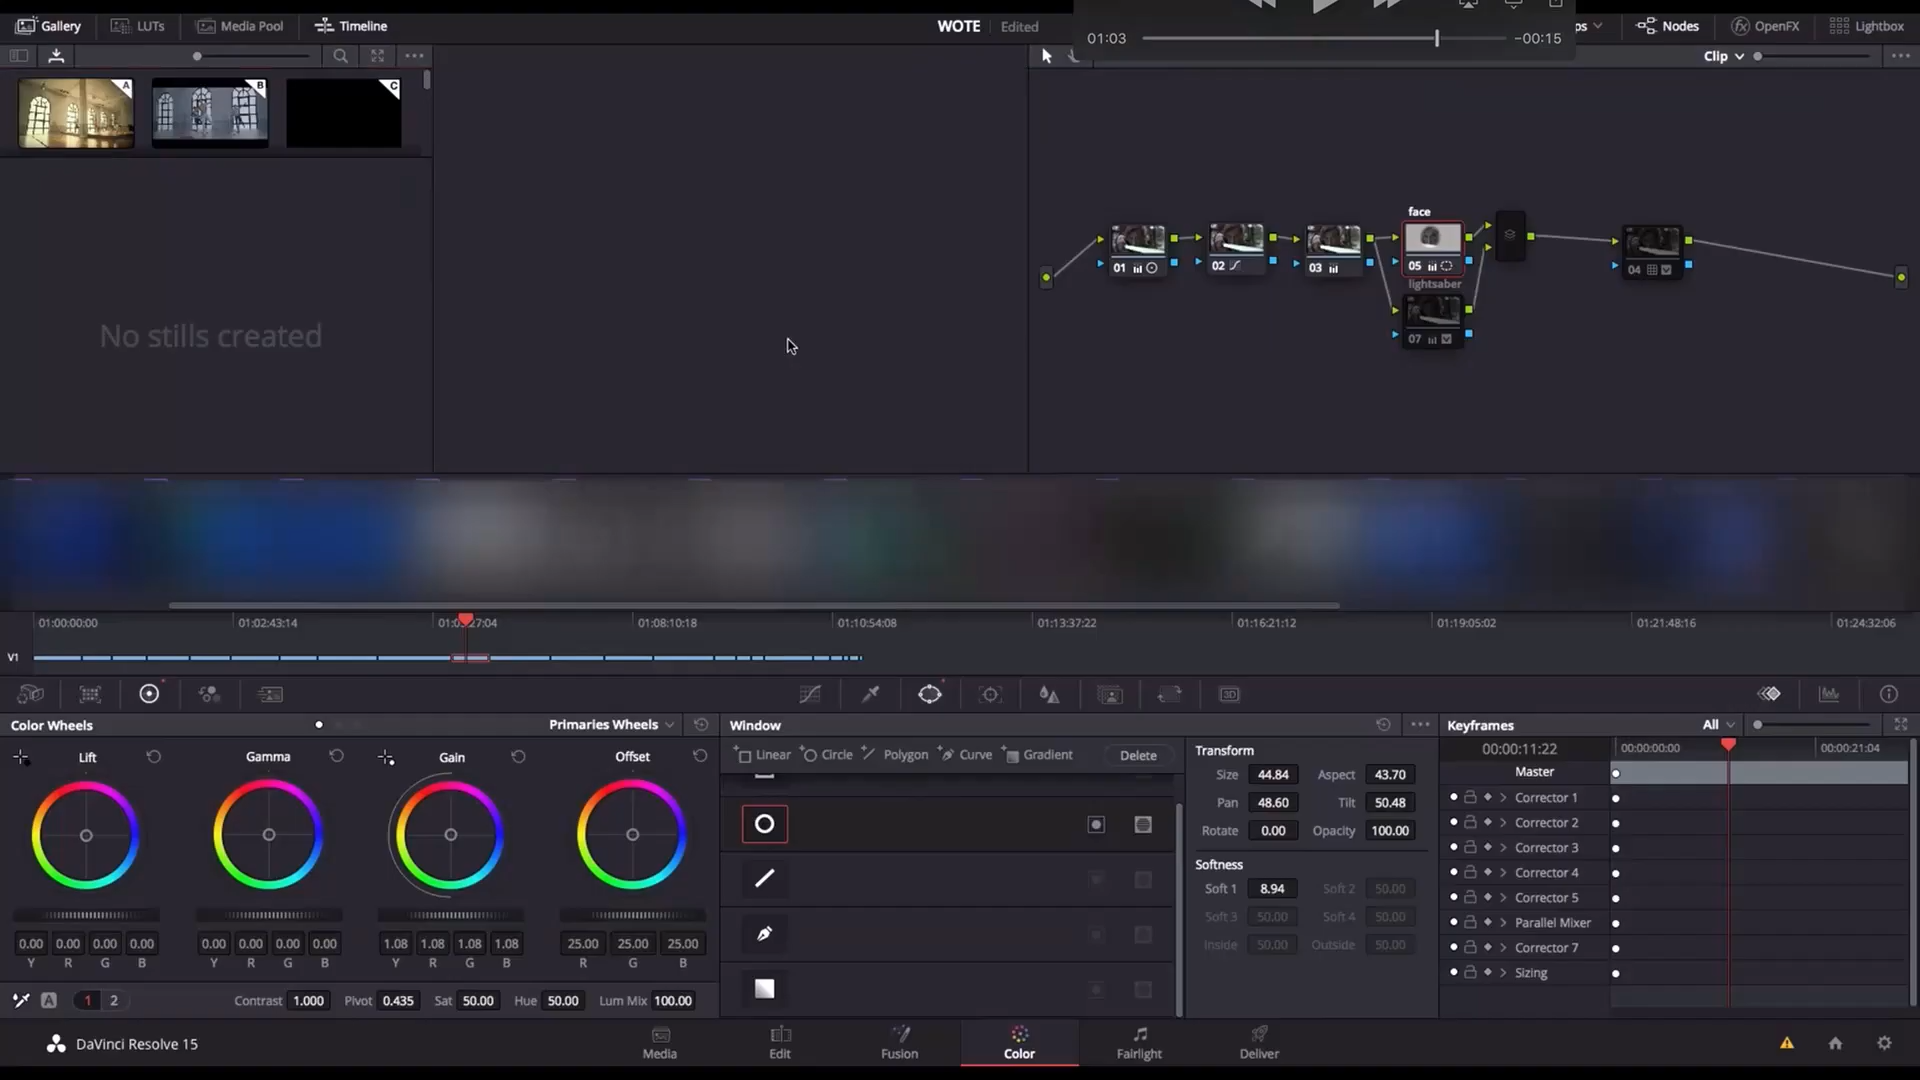 Gallery LUTs Media Pool Timeline WOTE Edited ps Nodes OpenFX Lightbox
01:03 -00:15
Clip
A B C
No stills created
face
01 02 03 05 04
lightsaber
07
01:00:00:00 01:02:43:14 27:04 01:08:10:18 01:10:54:08 01:13:37:22 01:16:21:12 01:19:05:02 01:21:48:16 01:24:32:06
V1
3D
Color Wheels Primaries Wheels Window Keyframes All
Lift Gamma Gain Offset
Linear Circle Polygon Curve Gradient Delete
Transform
Size 44.84 Aspect 43.70
Pan 48.60 Tilt 50.48
Rotate 0.00 Opacity 100.00
Softness
Soft 1 8.94 Soft 2 50.00
Soft 3 50.00 Soft 4 50.00
Inside 50.00 Outside 50.00
00:00:11:22 00:00:00:00 00:00:21:04
Master
Corrector 1
Corrector 2
Corrector 3
Corrector 4
Corrector 5
Parallel Mixer
Corrector 7
Sizing
0.00 0.00 0.00 0.00 0.00 0.00 0.00 0.00 1.08 1.08 1.08 1.08 25.00 25.00 25.00
Y R G B Y R G B Y R G B R G B
A 1 2 Contrast 1.000 Pivot 0.435 Sat 50.00 Hue 50.00 Lum Mix 100.00
DaVinci Resolve 15 Media Edit Fusion Color Fairlight Deliver